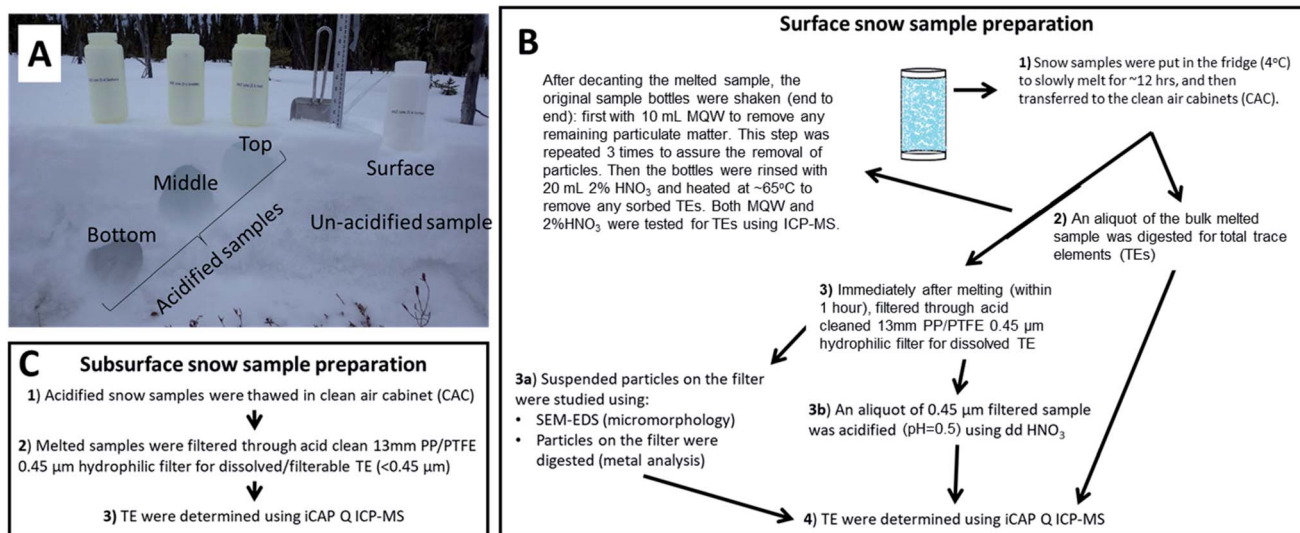 A
Top
Middle
Bottom
Acidified samples
Surface
Un-acidified sample
B
Surface snow sample preparation
After decanting the melted sample, the
original sample bottles were shaken (end to
end): first with 10 mL MQW to remove any
remaining particulate matter. This step was
repeated 3 times to assure the removal of
particles. Then the bottles were rinsed with
20 mL 2% HNO₃ and heated at ~65°C to
remove any sorbed TEs. Both MQW and
2%HNO₃ were tested for TEs using ICP-MS.
1) Snow samples were put in the fridge (4°C)
to slowly melt for ~12 hrs, and then
transferred to the clean air cabinets (CAC).
2) An aliquot of the bulk melted
sample was digested for total trace
elements (TEs)
3) Immediately after melting (within
1 hour), filtered through acid
cleaned 13mm PP/PTFE 0.45 µm
hydrophilic filter for dissolved TE
3a) Suspended particles on the filter
were studied using:
• SEM-EDS (micromorphology)
• Particles on the filter were
digested (metal analysis)
3b) An aliquot of 0.45 µm filtered sample
was acidified (pH=0.5) using dd HNO₃
4) TE were determined using iCAP Q ICP-MS
C
Subsurface snow sample preparation
1) Acidified snow samples were thawed in clean air cabinet (CAC)
2) Melted samples were filtered through acid clean 13mm PP/PTFE
0.45 µm hydrophilic filter for dissolved/filterable TE (<0.45 µm)
3) TE were determined using iCAP Q ICP-MS